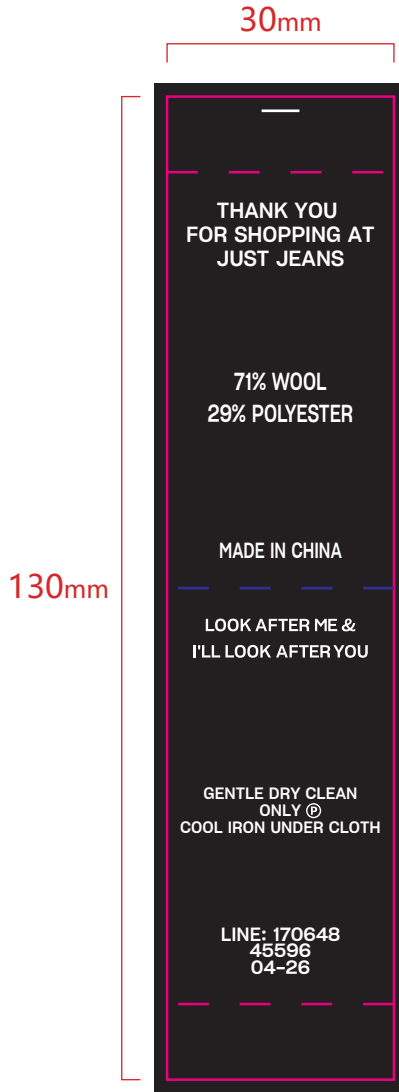 30mm
THANK YOU
FOR SHOPPING AT
JUST JEANS
71% WOOL
29% POLYESTER
MADE IN CHINA
130mm
LOOK AFTER ME &
I'LL LOOK AFTER YOU
GENTLE DRY CLEAN
ONLY Ⓟ
COOL IRON UNDER CLOTH
LINE: 170648
45596
04-26